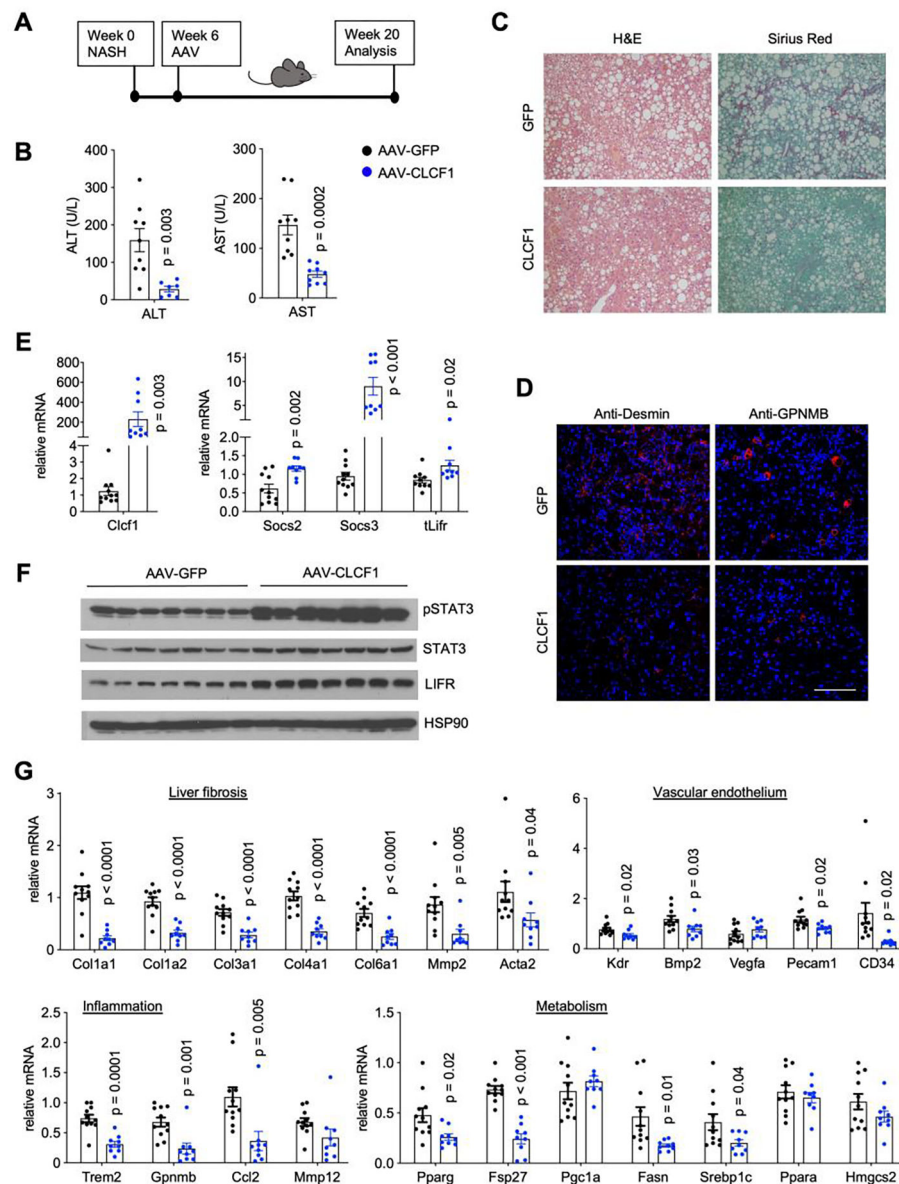 A
Week 0
NASH
Week 6
AAV
Week 20
Analysis
B
AAV-GFP
AAV-CLCF1
ALT (U/L)
400
300
200
100
0
p = 0.003
ALT
AST (U/L)
300
200
100
0
p = 0.0002
AST
C
H&E
Sirius Red
GFP
CLCF1
D
Anti-Desmin
Anti-GPNMB
GFP
CLCF1
E
relative mRNA
800
600
400
200
4
3
2
1
0
p = 0.003
Clcf1
relative mRNA
15
10
5
1.5
1.0
0.5
0.0
p = 0.002
p < 0.001
p = 0.02
Socs2 Socs3 tLifr
F
AAV-GFP AAV-CLCF1
pSTAT3
STAT3
LIFR
HSP90
G
Liver fibrosis
relative mRNA
3
2
1
0
p < 0.0001
p < 0.0001
p < 0.0001
p < 0.0001
p < 0.0001
p = 0.005
p = 0.04
Col1a1 Col1a2 Col3a1 Col4a1 Col6a1 Mmp2 Acta2
Vascular endothelium
6
4
2
0
p = 0.02
p = 0.03
p = 0.02
p = 0.02
Kdr Bmp2 Vegfa Pecam1 CD34
Inflammation
relative mRNA
2.5
2.0
1.5
1.0
0.5
0.0
p = 0.0001
p = 0.001
p = 0.005
Trem2 Gpnmb Ccl2 Mmp12
Metabolism
relative mRNA
1.5
1.0
0.5
0.0
p = 0.02
p < 0.001
p = 0.01
p = 0.04
Pparg Fsp27 Pgc1a Fasn Srebp1c Ppara Hmgcs2